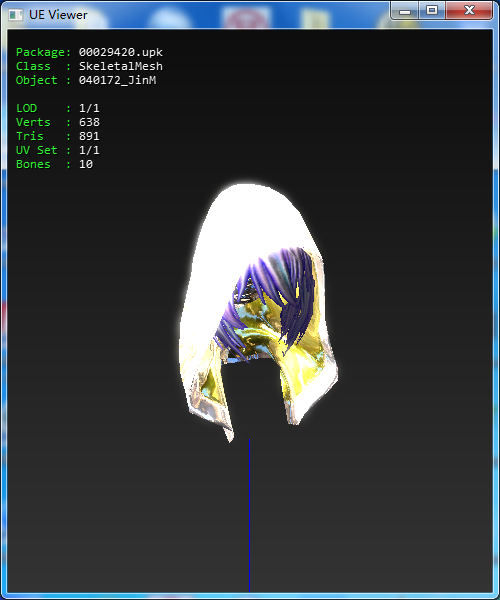 UE Viewer
Package: 00029420.upk
Class : SkeletalMesh
Object : 040172_JinM
LOD : 1/1
Verts : 638
Tris : 891
UV Set : 1/1
Bones : 10